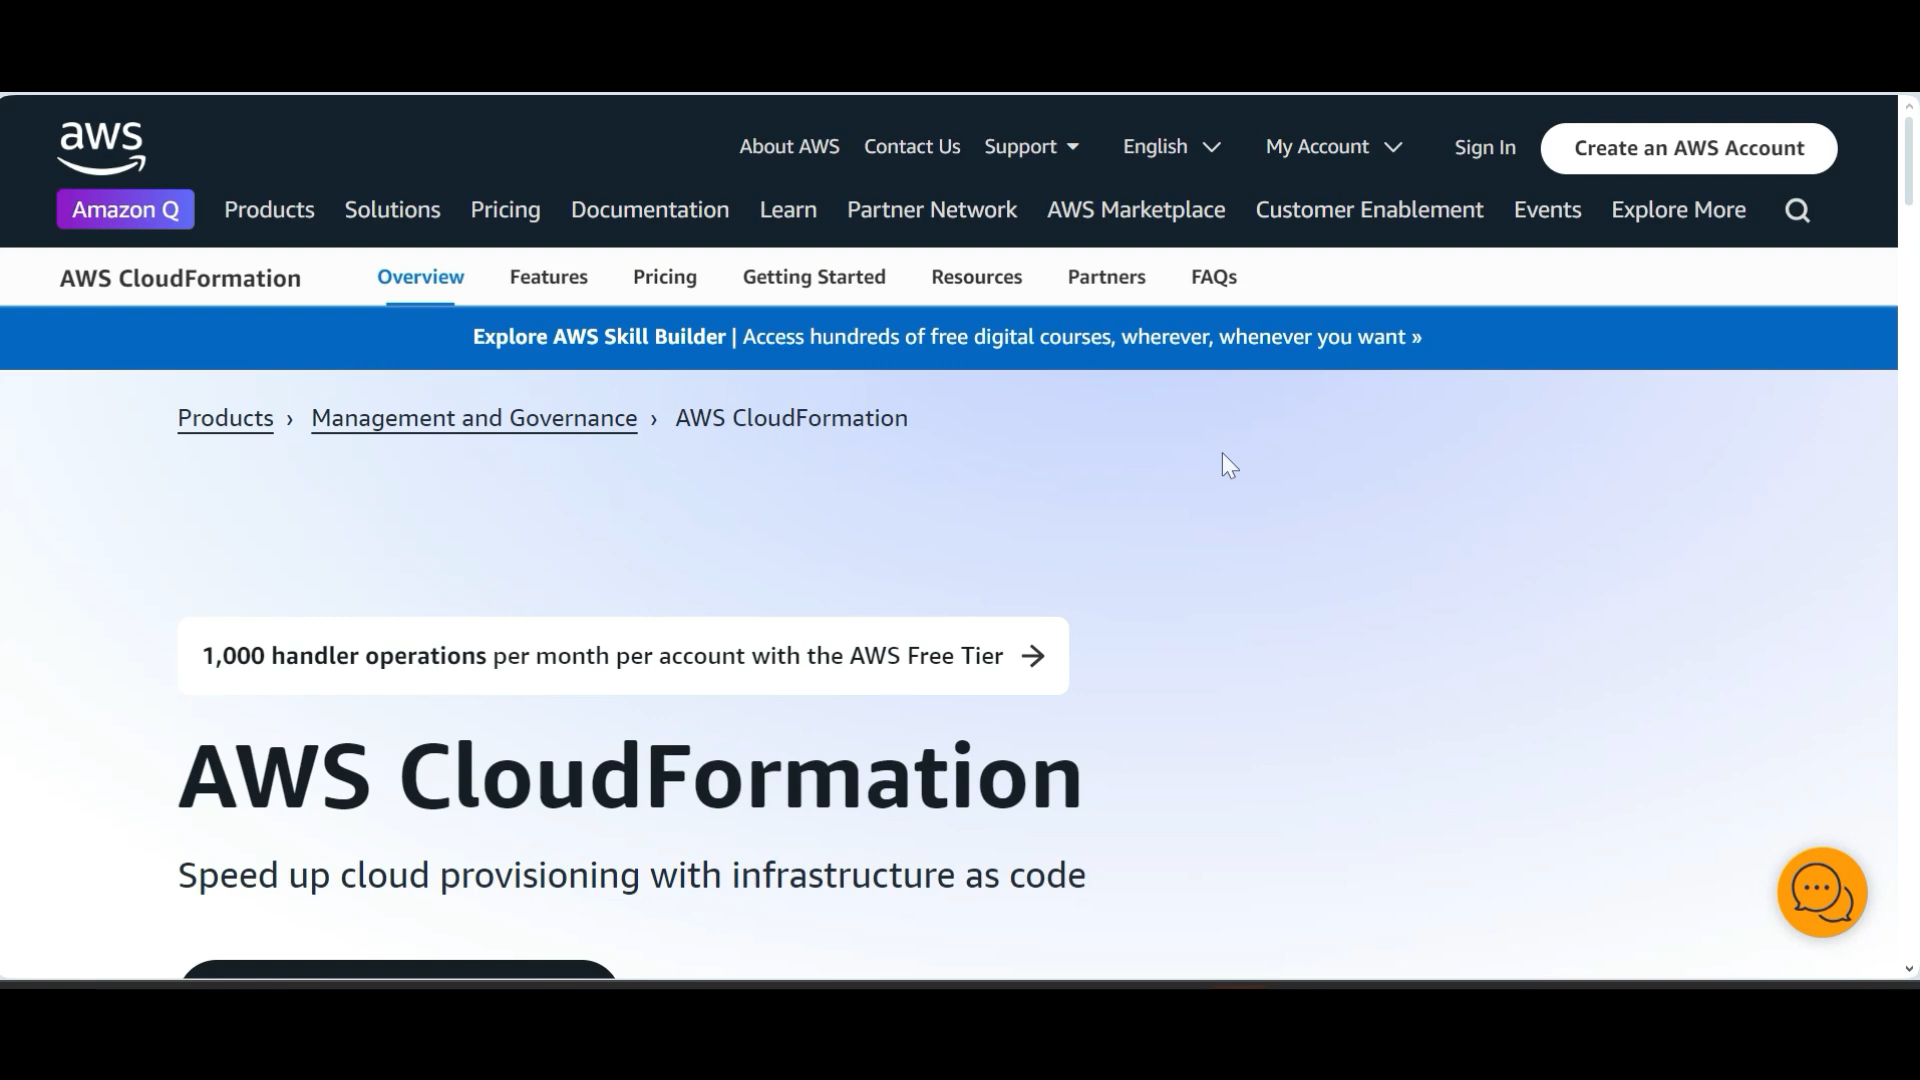 aws
About AWS Contact Us Support English My Account Sign In Create an AWS Account
Amazon Q Products Solutions Pricing Documentation Learn Partner Network AWS Marketplace Customer Enablement Events Explore More
AWS CloudFormation Overview Features Pricing Getting Started Resources Partners FAQs
Explore AWS Skill Builder | Access hundreds of free digital courses, wherever, whenever you want »
Products › Management and Governance › AWS CloudFormation
1,000 handler operations per month per account with the AWS Free Tier →
AWS CloudFormation
Speed up cloud provisioning with infrastructure as code